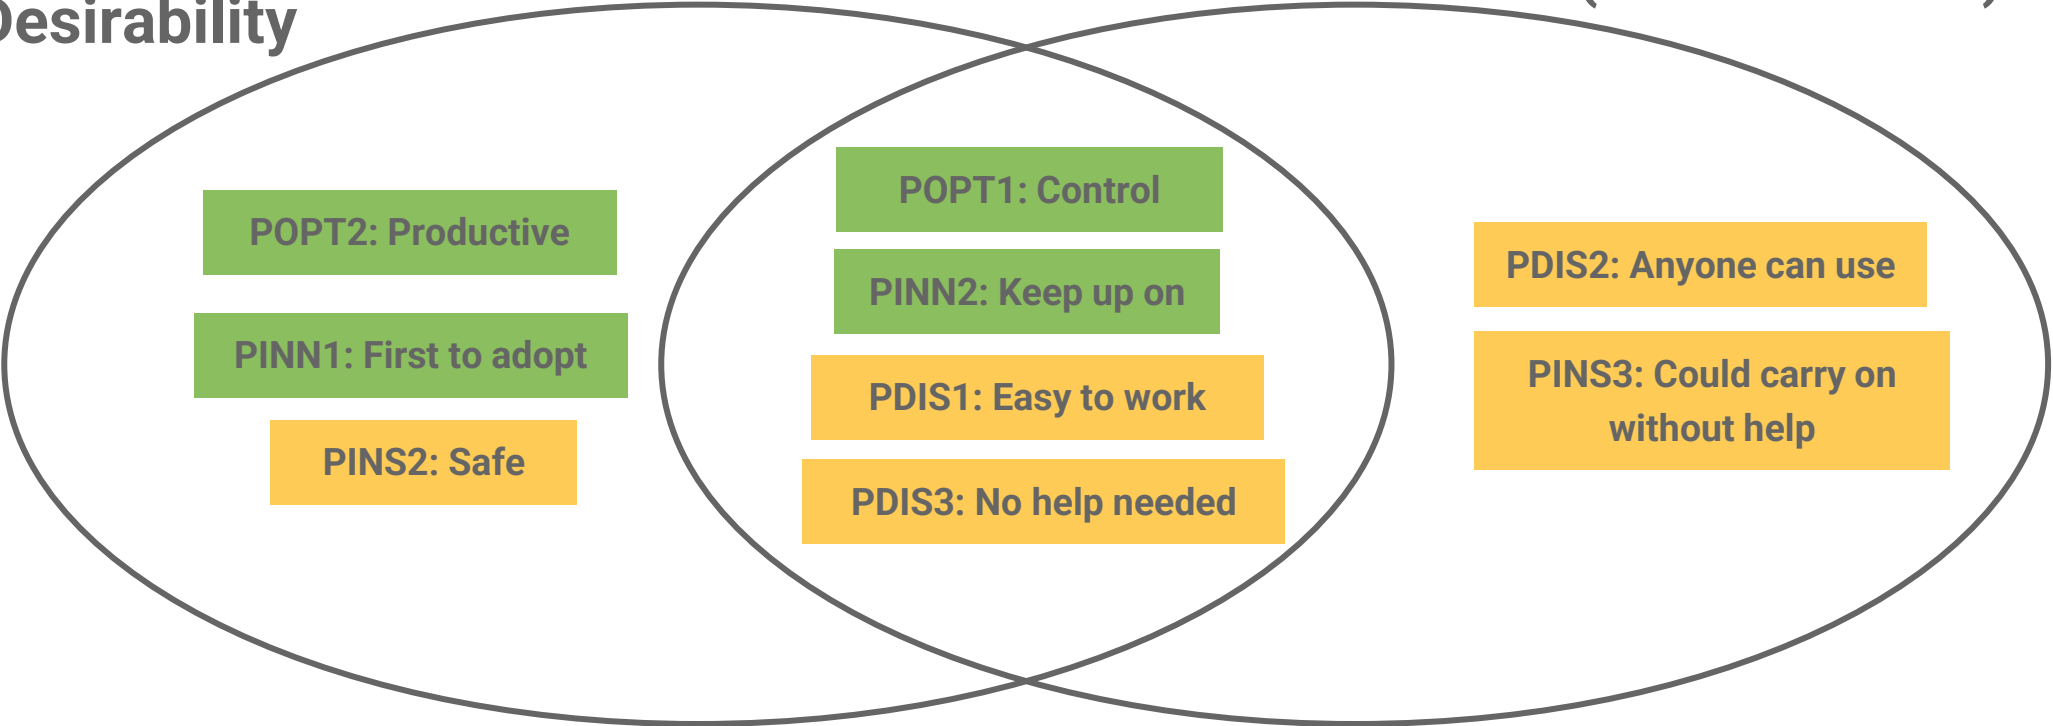 Desirability
POPT2: Productive
PINN1: First to adopt
PINS2: Safe
POPT1: Control
PINN2: Keep up on
PDIS1: Easy to work
PDIS3: No help needed
PDIS2: Anyone can use
PINS3: Could carry on
without help